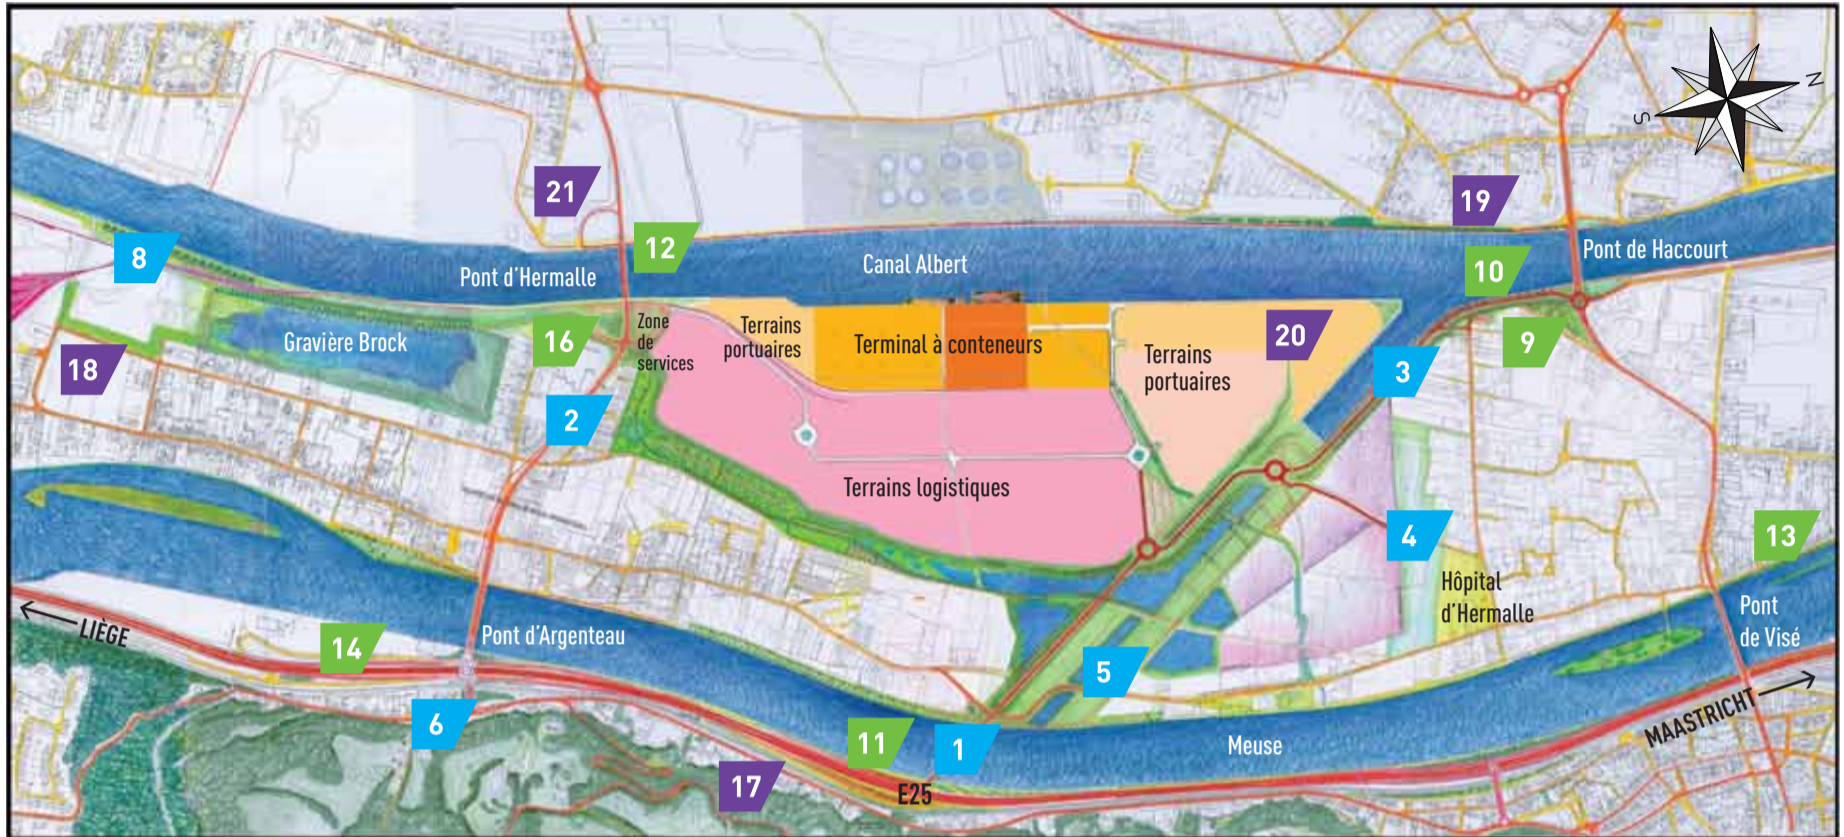 N
S
21
19
12
8
Pont d'Hermalle
Canal Albert
10
Pont de Haccourt
Gravière Brock
16
Zone
de
services
Terrains
portuaires
Terminal à conteneurs
Terrains
portuaires
20
3
9
18
2
Terrains logistiques
4
13
Hôpital
d'Hermalle
LIÈGE
14
Pont d'Argenteau
Pont
de Visé
5
6
11
1
Meuse
MAASTRICHT
17
E25